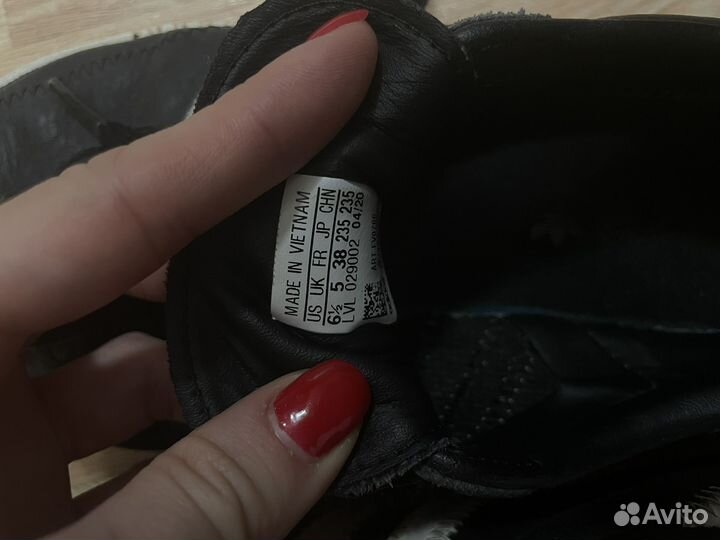 MADE IN VIETNAM
US UK FR JP CHN
6½ 5 38 235 235
LVL 029002 04/20
Avito